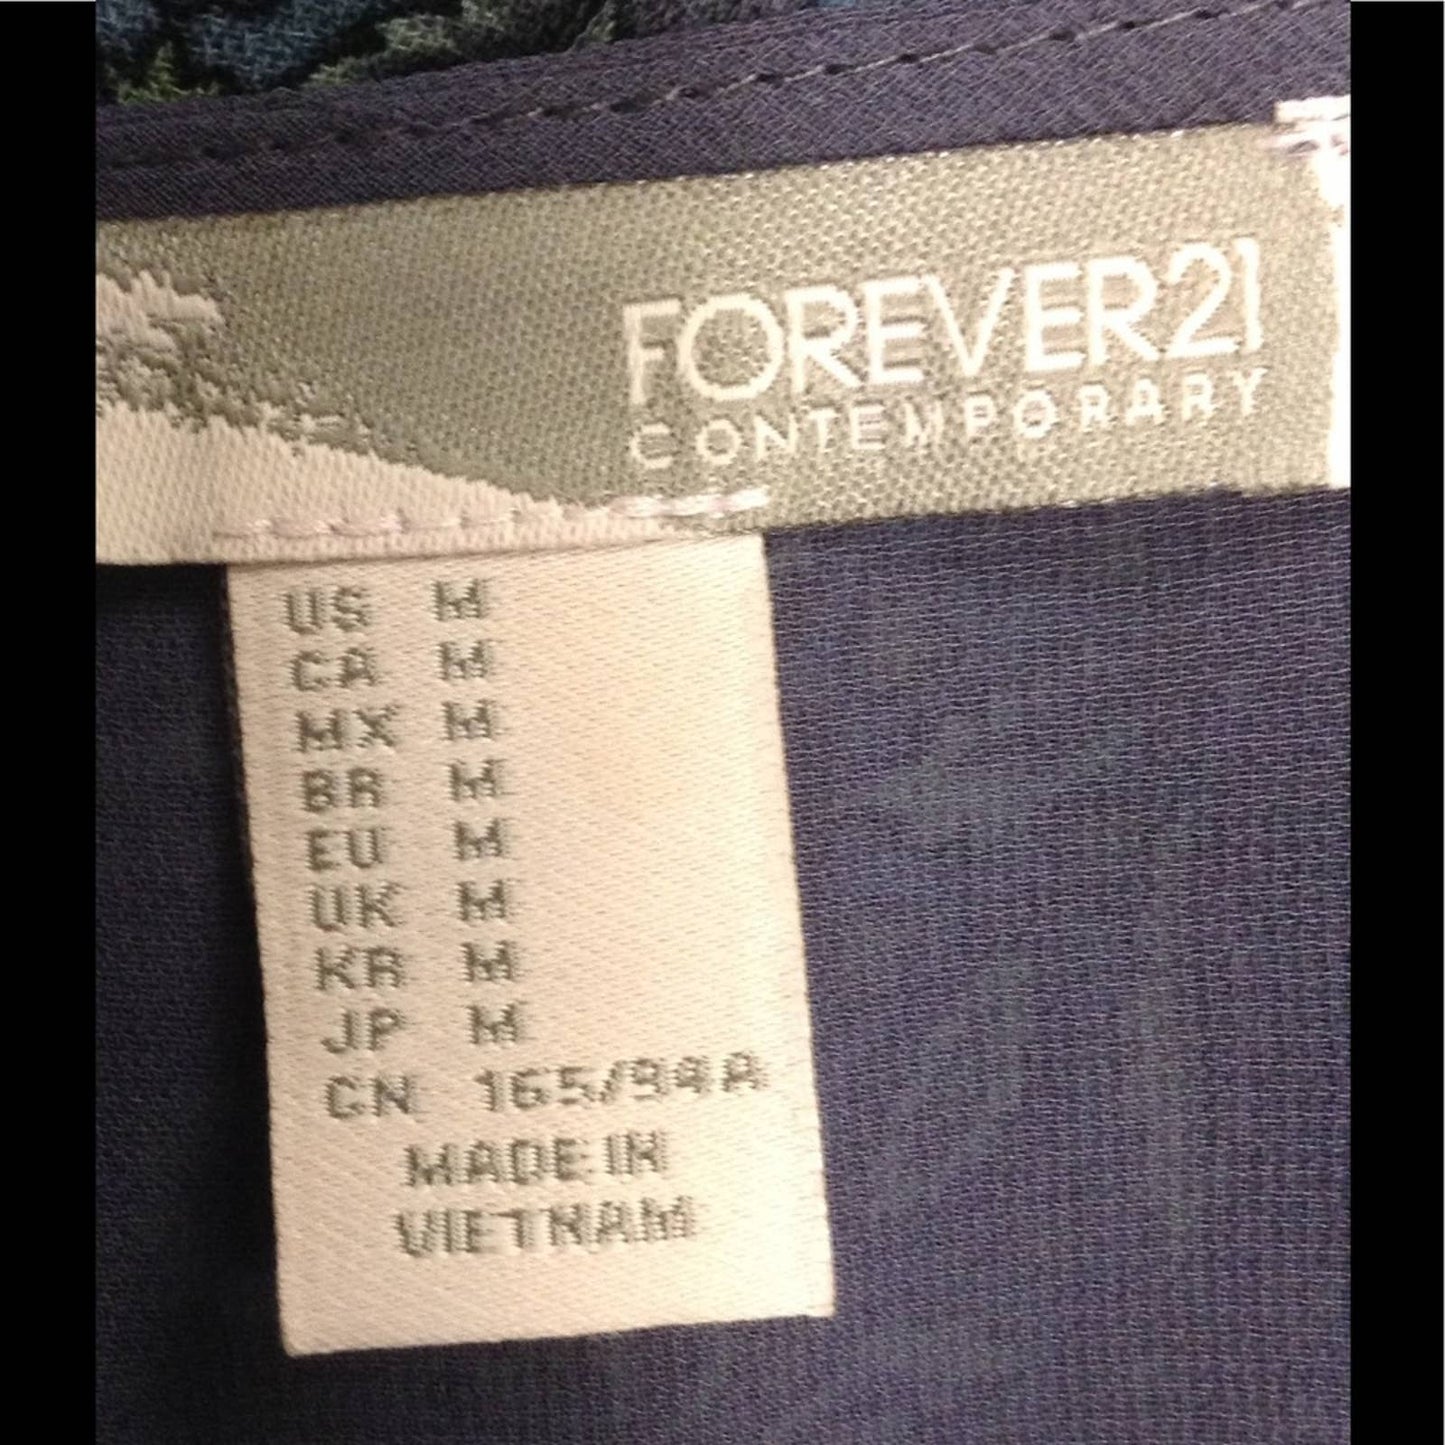 FOREVER21
CONTEMPORARY
US M
CA M
MX M
BR M
EU M
UK M
KR M
JP M
CN 165/94A
MADE IN
VIETNAM